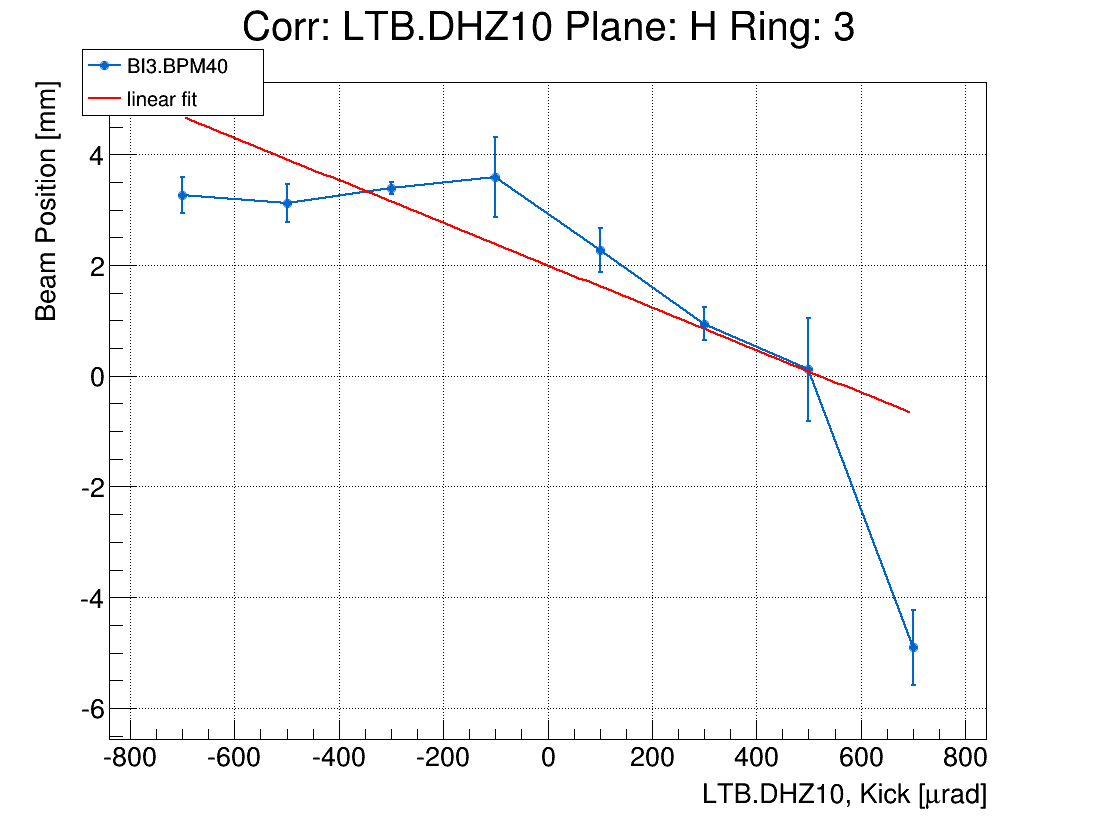 Corr: LTB.DHZ10 Plane: H Ring: 3
BI3.BPM40
linear fit
Beam Position [mm]
4
2
0
-2
-4
-6
-800 -600 -400 -200 0 200 400 600 800
LTB.DHZ10, Kick [μrad]